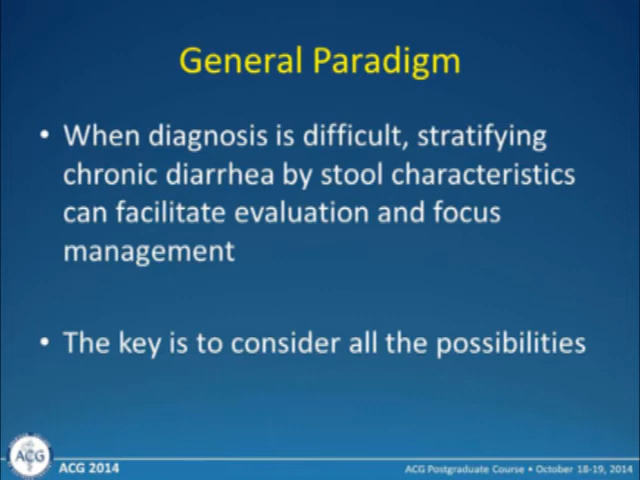 General Paradigm
• When diagnosis is difficult, stratifying
chronic diarrhea by stool characteristics
can facilitate evaluation and focus
management
• The key is to consider all the possibilities
ACG
ACG 2014
ACG Postgraduate Course • October 18-19, 2014